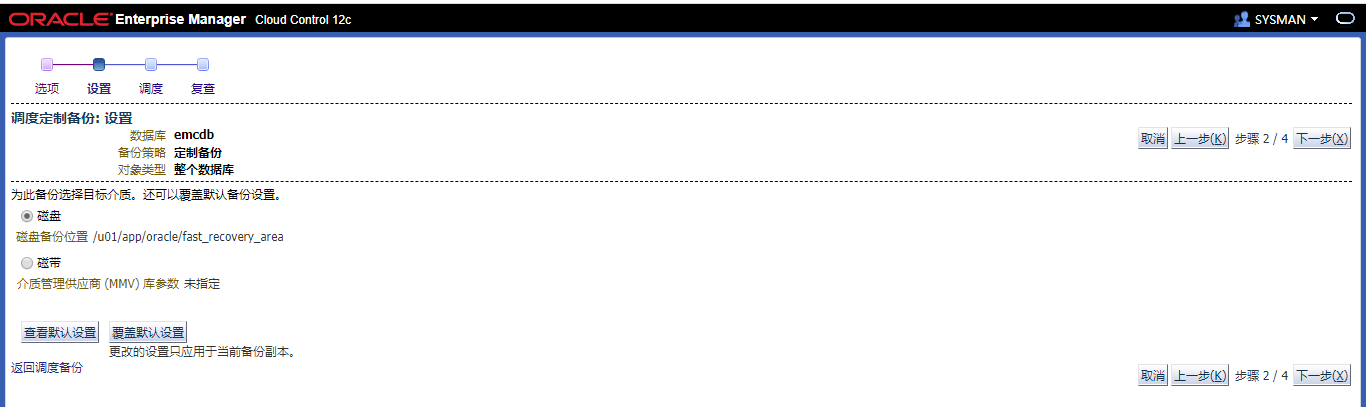 ORACLE Enterprise Manager Cloud Control 12c SYSMAN
选项 设置 调度 复查
调度定制备份: 设置
数据库 emcdb
备份策略 定制备份
对象类型 整个数据库
取消 上一步(K) 步骤 2 / 4 下一步(X)
为此备份选择目标介质。还可以覆盖默认备份设置。
磁盘
磁盘备份位置 /u01/app/oracle/fast_recovery_area
磁带
介质管理供应商 (MMV) 库参数 未指定
查看默认设置 覆盖默认设置
更改的设置只应用于当前备份副本。
返回调度备份
取消 上一步(K) 步骤 2 / 4 下一步(X)